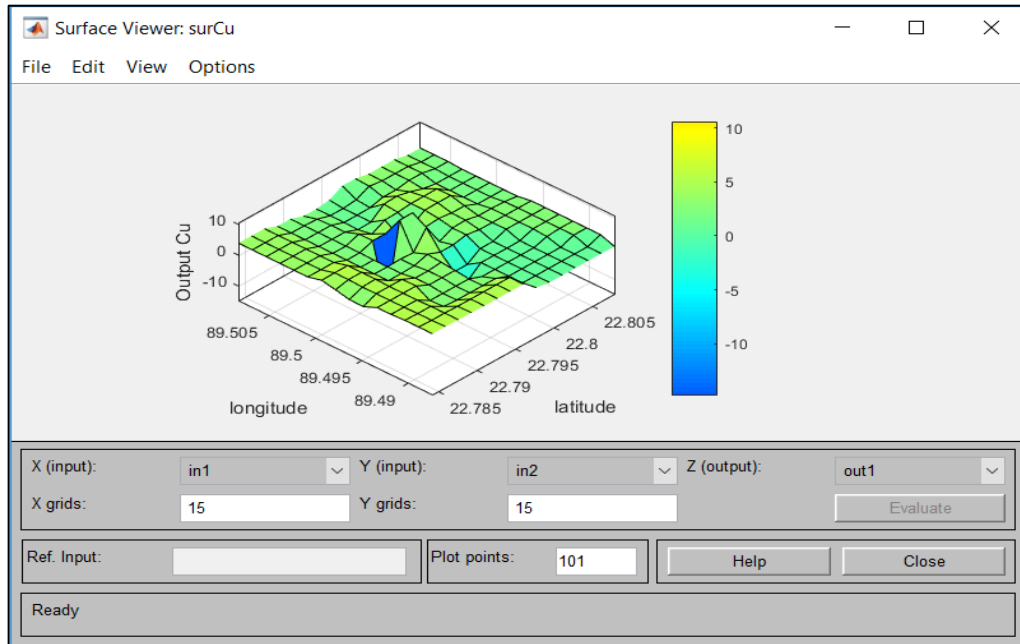 Surface Viewer: surCu
File Edit View Options
10
0
-10
Output Cu
89.505
89.5
89.495
89.49
longitude
22.785
22.79
22.795
22.8
22.805
latitude
10
5
0
-5
-10
X (input): in1 Y (input): in2 Z (output): out1
X grids: 15 Y grids: 15 Evaluate
Ref. Input: Plot points: 101 Help Close
Ready